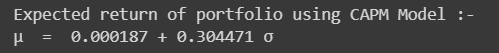 Expected return of portfolio using CAPM Model :-
μ  =  0.000187 + 0.304471 σ